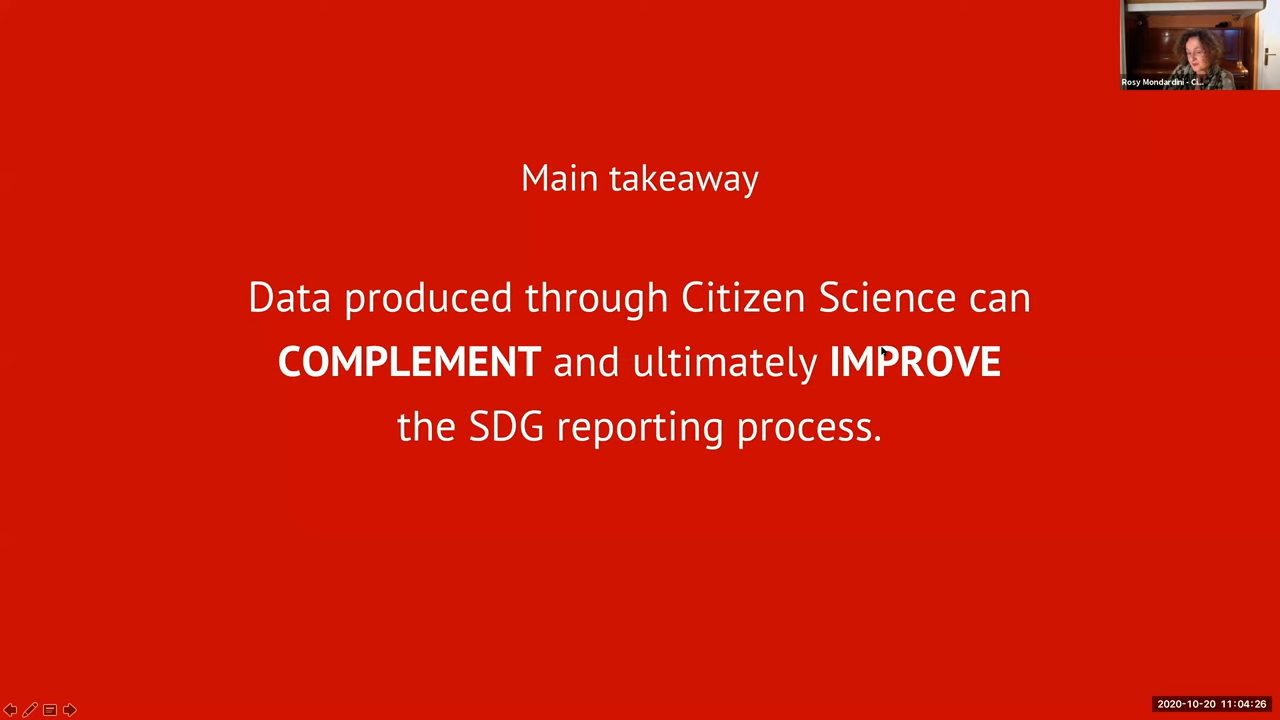 Rosy Mondardini - Ci...
Main takeaway
Data produced through Citizen Science can
COMPLEMENT and ultimately IMPROVE
the SDG reporting process.
2020-10-20 11:04:26